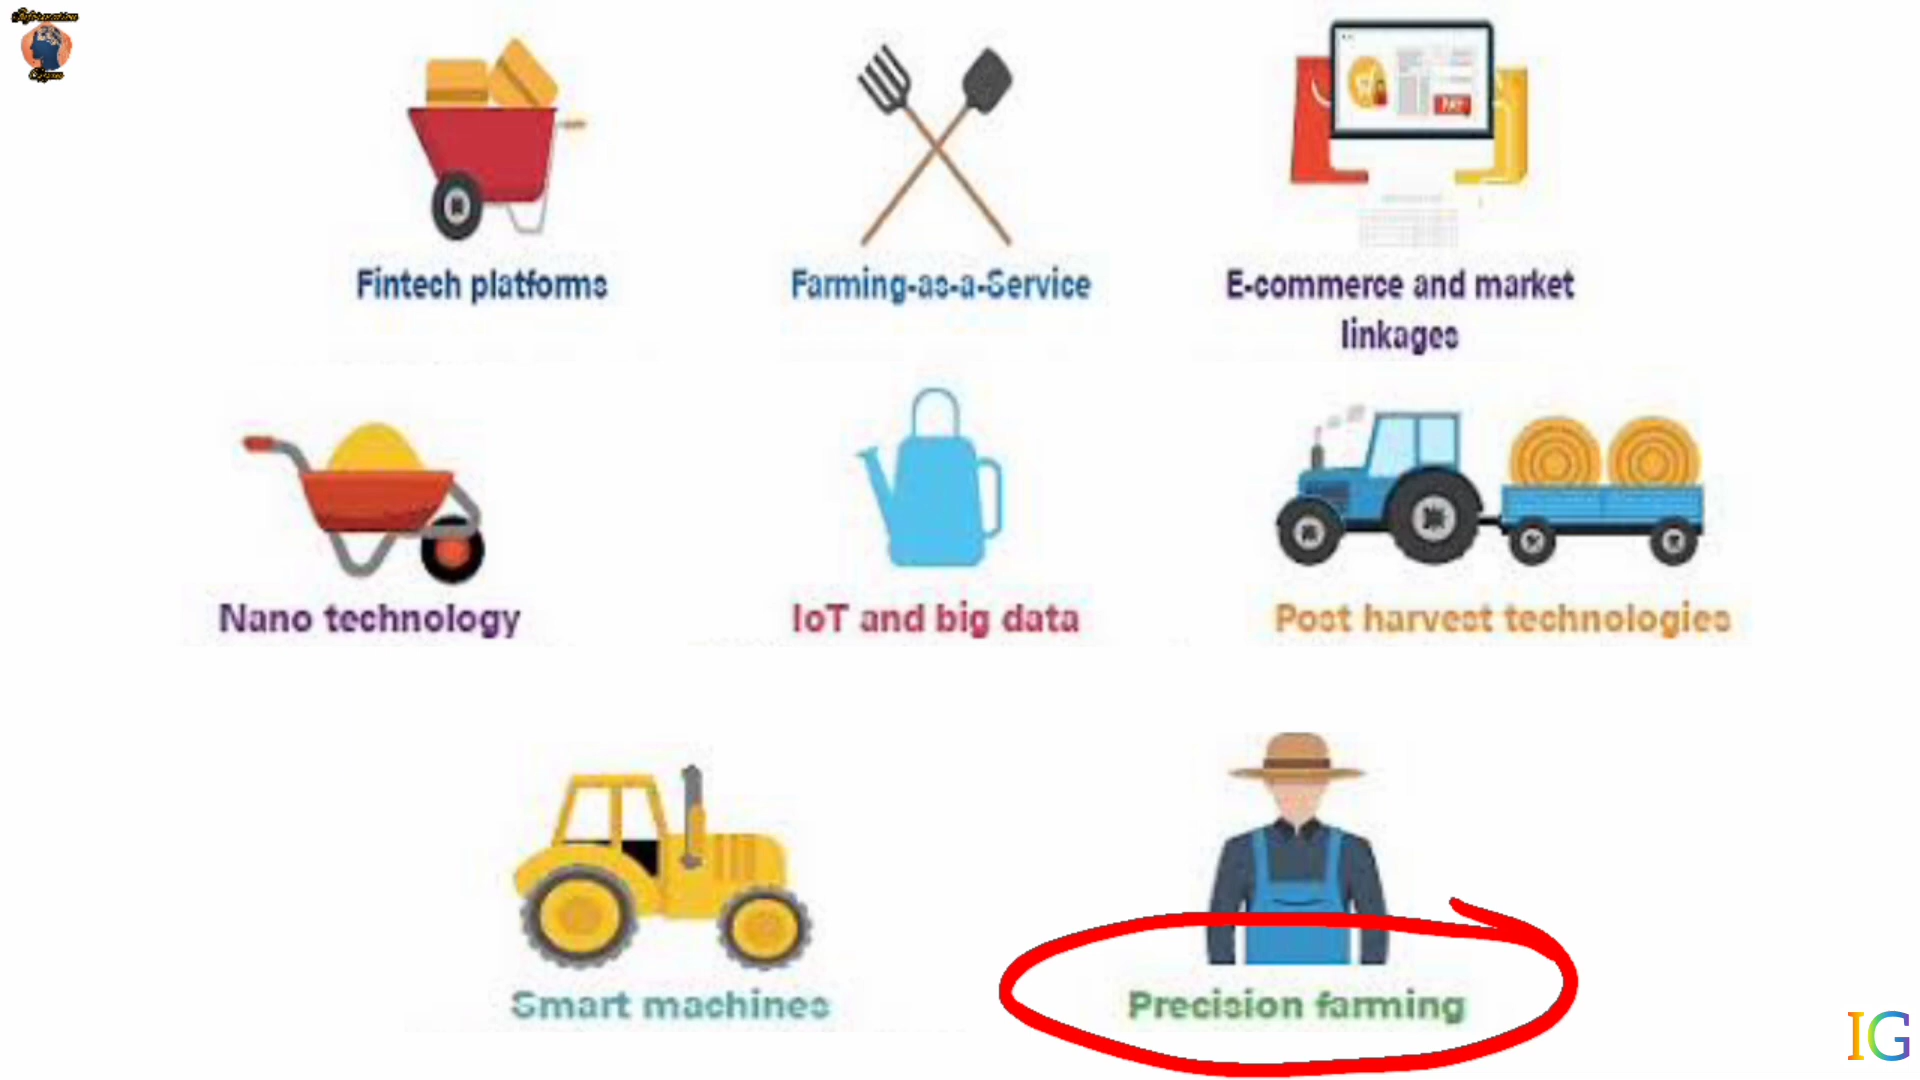 Fintech platforms
Farming-as-a-Service
E-commerce and market
linkages
PAY
Nano technology
IoT and big data
Post harvest technologies
Smart machines
Precision farming
IG